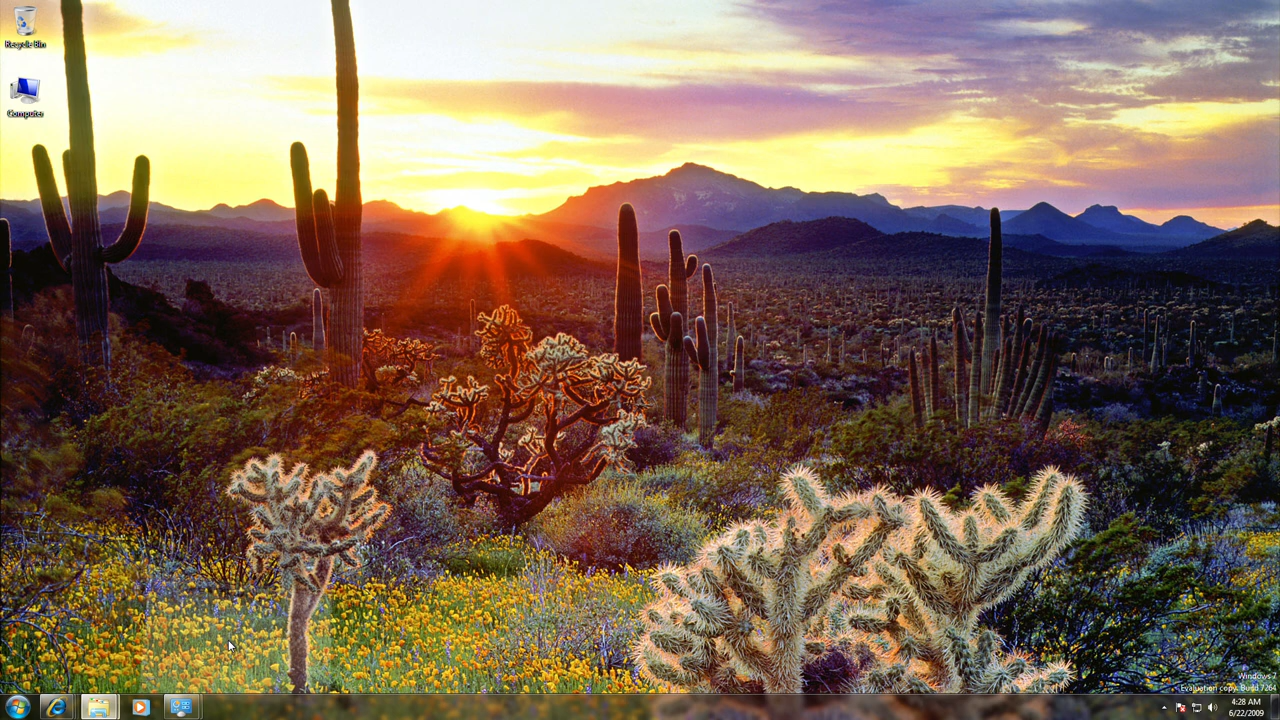 Recycle Bin
Computer
Windows 7
Evaluation copy. Build 7264
4:28 AM
6/22/2009